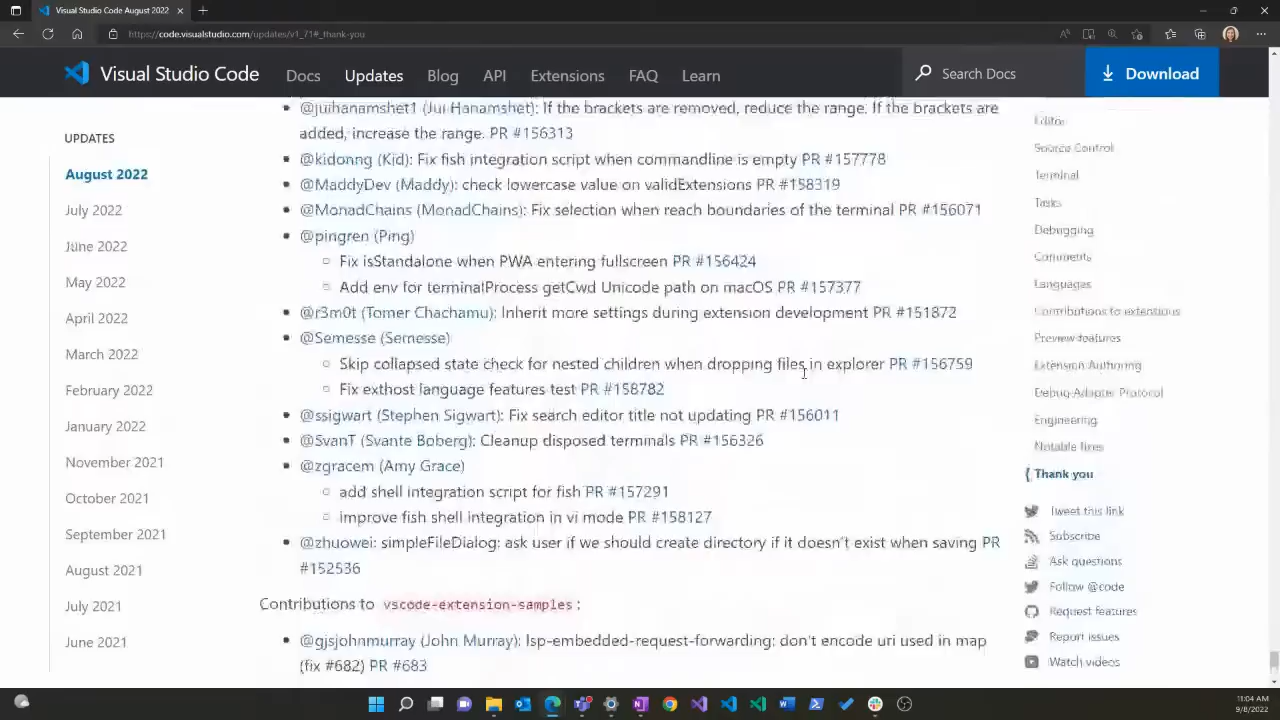 Visual Studio Code August 2022
https://code.visualstudio.com/updates/v1_71#_thank-you
Visual Studio Code
Docs
Updates
Blog
API
Extensions
FAQ
Learn
Search Docs
Download
UPDATES
August 2022
July 2022
June 2022
May 2022
April 2022
March 2022
February 2022
January 2022
November 2021
October 2021
September 2021
August 2021
July 2021
June 2021
If the brackets are removed, reduce the range. If the brackets are
added, increase the range. PR #156313
@kidonng (Kid): Fix fish integration script when commandline is empty PR #157778
@MaddyDev (Maddy): check lowercase value on validExtensions PR #158319
@MonadChains (MonadChains): Fix selection when reach boundaries of the terminal PR #156071
@pingren (Ping)
Fix isStandalone when PWA entering fullscreen PR #156424
Add env for terminalProcess getCwd Unicode path on macOS PR #157377
@r3m0t (Tomer Chachamu): Inherit more settings during extension development PR #151872
@Semesse (Semesse)
Skip collapsed state check for nested children when dropping files in explorer PR #156759
Fix exthost language features test PR #158782
@ssigwart (Stephen Sigwart): Fix search editor title not updating PR #156011
@SvanT (Svante Boberg): Cleanup disposed terminals PR #156326
@zgracem (Amy Grace)
add shell integration script for fish PR #157291
improve fish shell integration in vi mode PR #158127
@zhuowei: simpleFileDialog: ask user if we should create directory if it doesn't exist when saving PR
#152536
Contributions to vscode-extension-samples:
@gjsjohnmurray (John Murray): lsp-embedded-request-forwarding: don't encode uri used in map
(fix #682) PR #683
Editor
Source Control
Terminal
Tasks
Debugging
Comments
Languages
Contributions to extensions
Preview features
Extension Authoring
Debug Adapter Protocol
Engineering
Notable fixes
Thank you
Tweet this link
Subscribe
Ask questions
Follow @code
Request features
Report issues
Watch videos
11:04 AM
9/8/2022